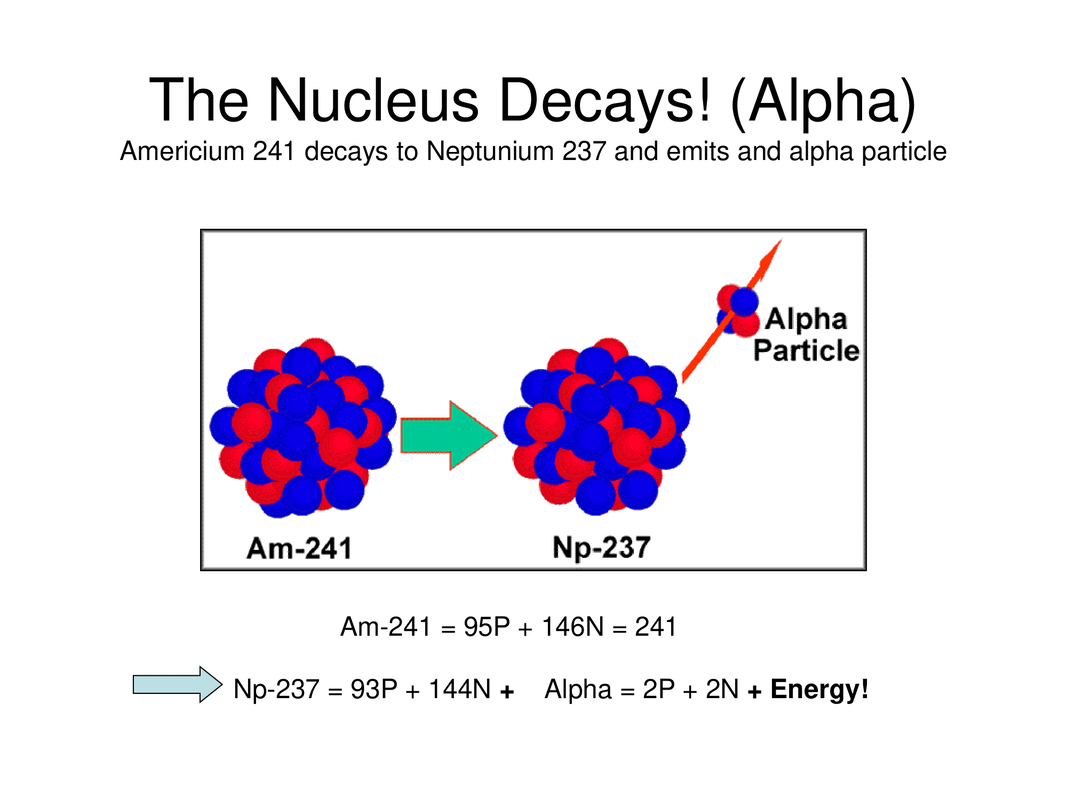 The Nucleus Decays! (Alpha)
Americium 241 decays to Neptunium 237 and emits and alpha particle
Alpha
Particle
Am-241
Np-237
Am-241 = 95P + 146N = 241
Np-237 = 93P + 144N + Alpha = 2P + 2N + Energy!